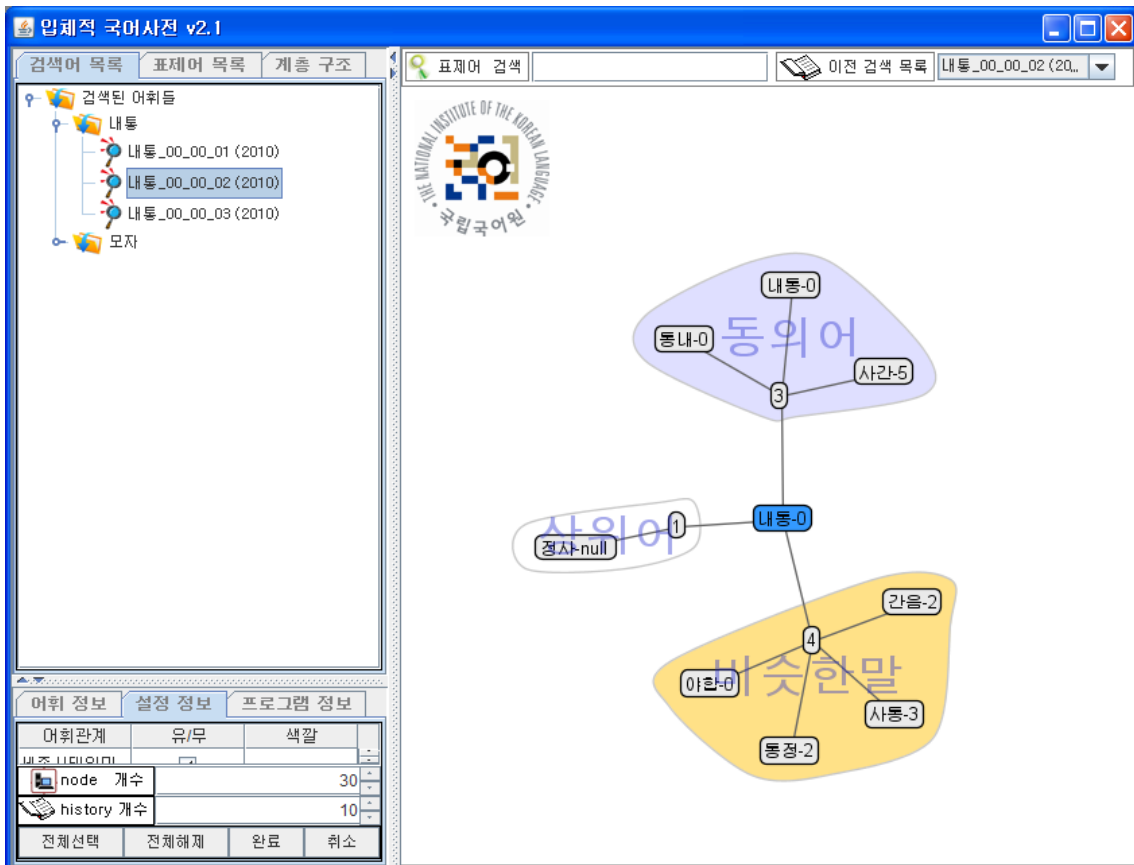 입체적 국어사전 v2.1
검색어 목록 표제어 목록 계층 구조
표제어 검색 이전 검색 목록 내통_00_00_02 (20...
검색된 어휘들
내통
내통_00_00_01 (2010)
내통_00_00_02 (2010)
내통_00_00_03 (2010)
모자
THE NATIONAL INSTITUTE OF THE KOREAN LANGUAGE
국립국어원
내통-0
동의어
통내-0
사간-5
3
내통-0
상위어
1
정사-null
간음-2
4
비슷한말
야합-0
사통-3
통정-2
어휘 정보 설정 정보 프로그램 정보
어휘관계 유/무 색깔
node 개수 30
history 개수 10
전체선택 전체해제 완료 취소